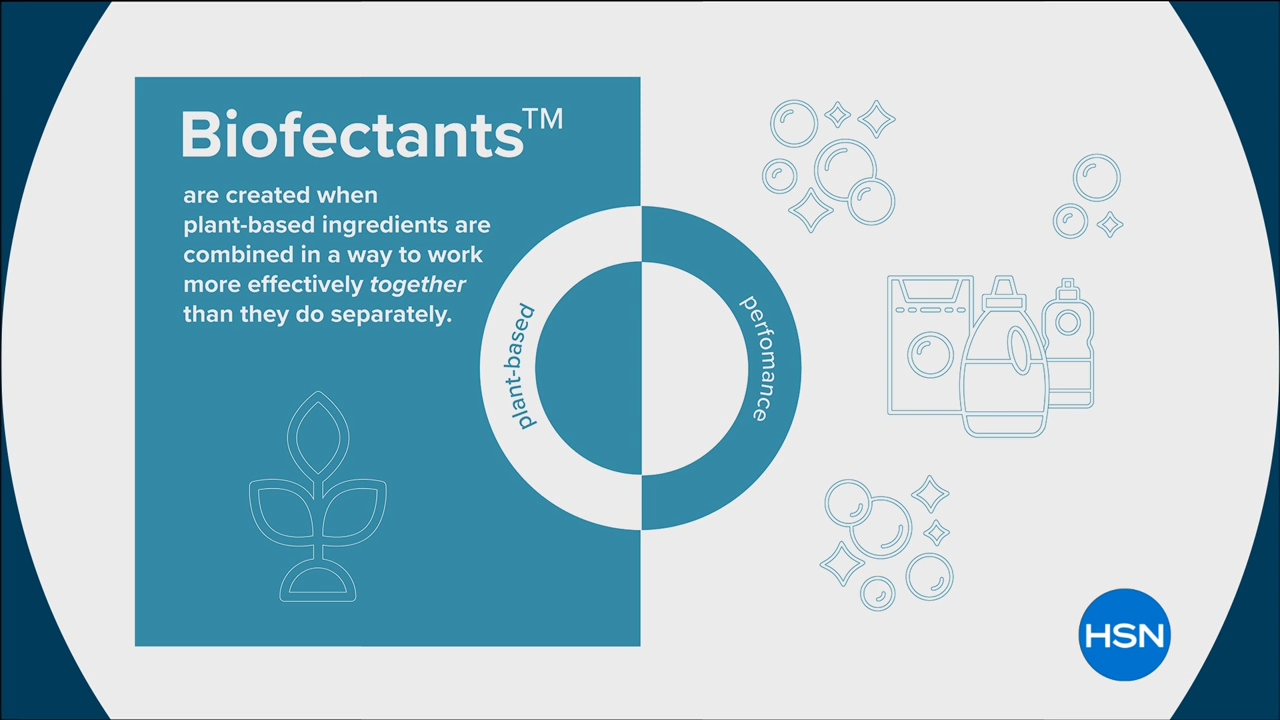 Biofectants™
are created when
plant-based ingredients are
combined in a way to work
more effectively together
than they do separately.
plant-based
perfomance
HSN